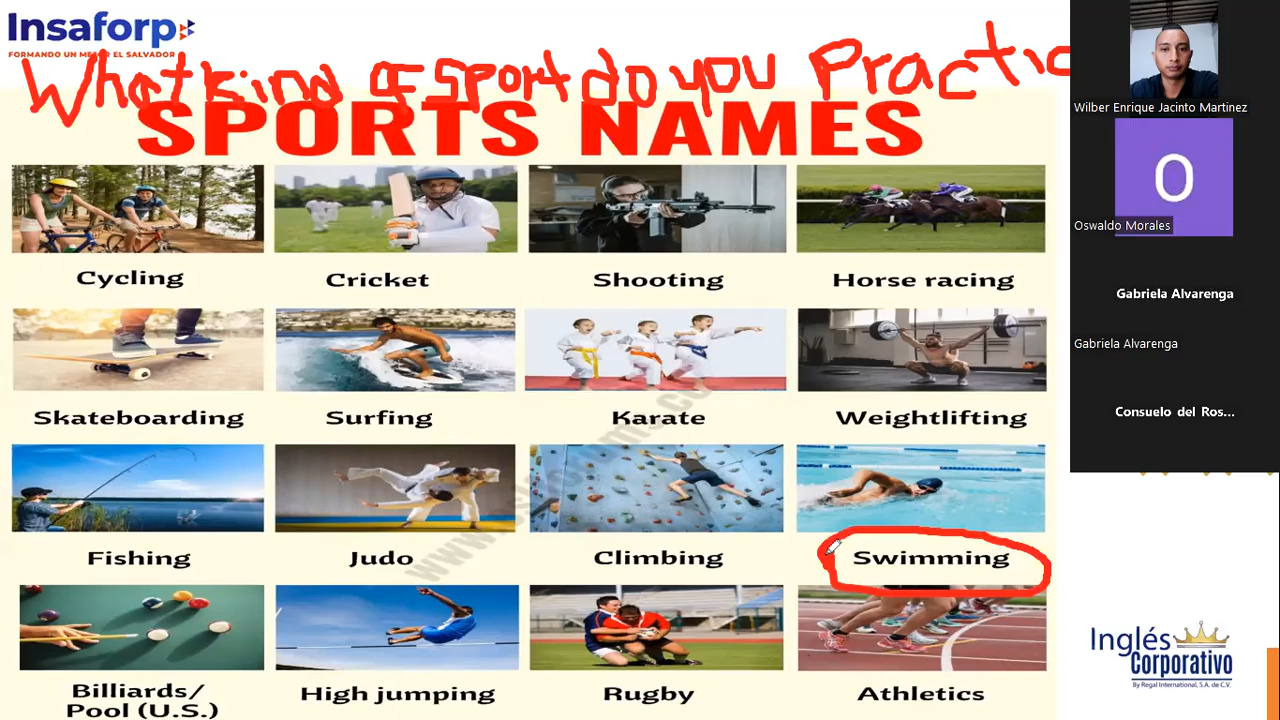 Insaforp
FORMANDO UN MEJOR EL SALVADOR
What kind of sport do you Practic
SPORTS NAMES
Cycling Cricket Shooting Horse racing
Skateboarding Surfing Karate Weightlifting
Fishing Judo Climbing Swimming
Billiards/ High jumping Rugby Athletics
Pool (U.S.)
Wilber Enrique Jacinto Martinez
O
Oswaldo Morales
Gabriela Alvarenga
Gabriela Alvarenga
Consuelo del Ros...
Inglés
Corporativo
By Regal International, S.A. de C.V.